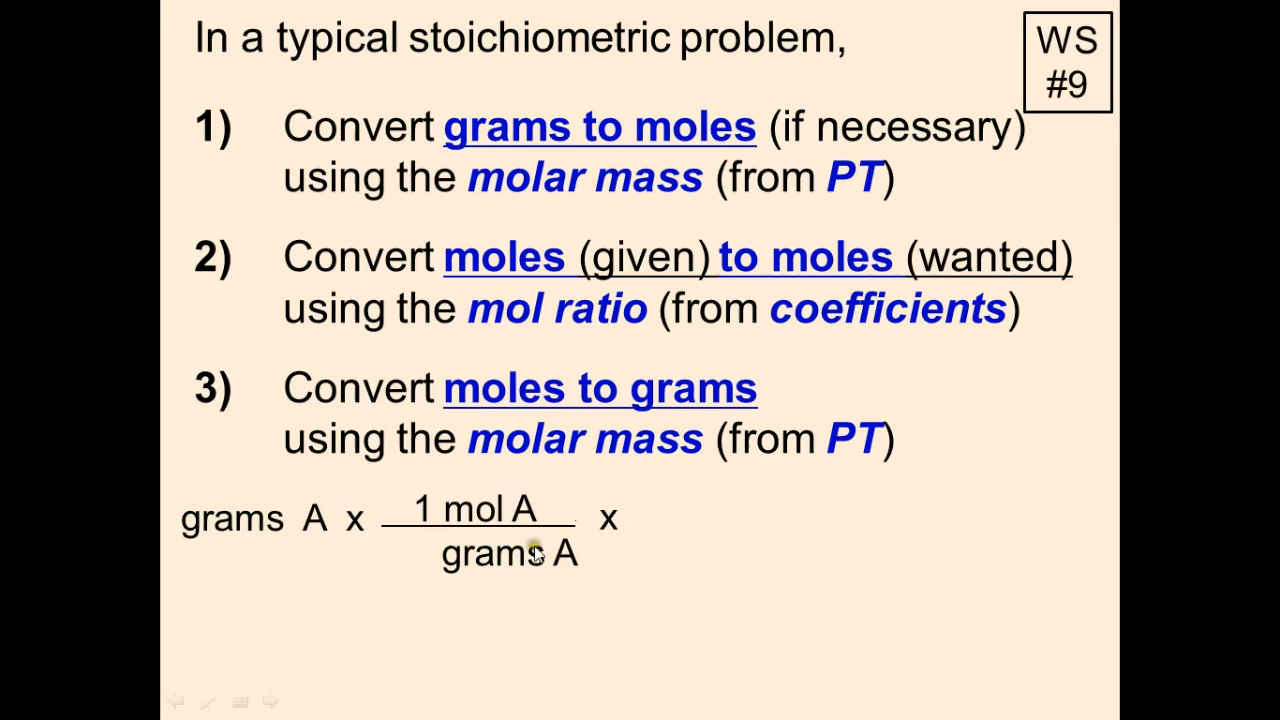 In a typical stoichiometric problem,
WS
#9
1) Convert grams to moles (if necessary)
using the molar mass (from PT)
2) Convert moles (given) to moles (wanted)
using the mol ratio (from coefficients)
3) Convert moles to grams
using the molar mass (from PT)
grams A x 1 mol A x
grams A